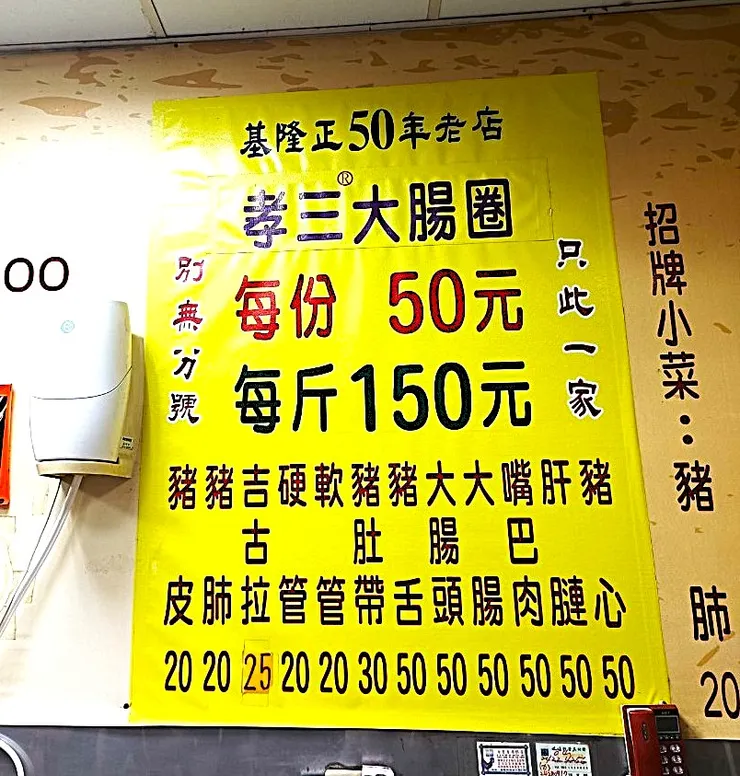 基隆正50年老店
孝三®大腸圈
只此一家
別無分號
每份 50元
每斤150元
豬心 50
肝 50
嘴巴肉 50
大腸 50
大腸頭 50
豬舌 50
豬肚帶 30
軟管 20
硬管 20
吉古拉 25
豬肺 20
豬皮 20
招牌小菜：豬肺 20
00